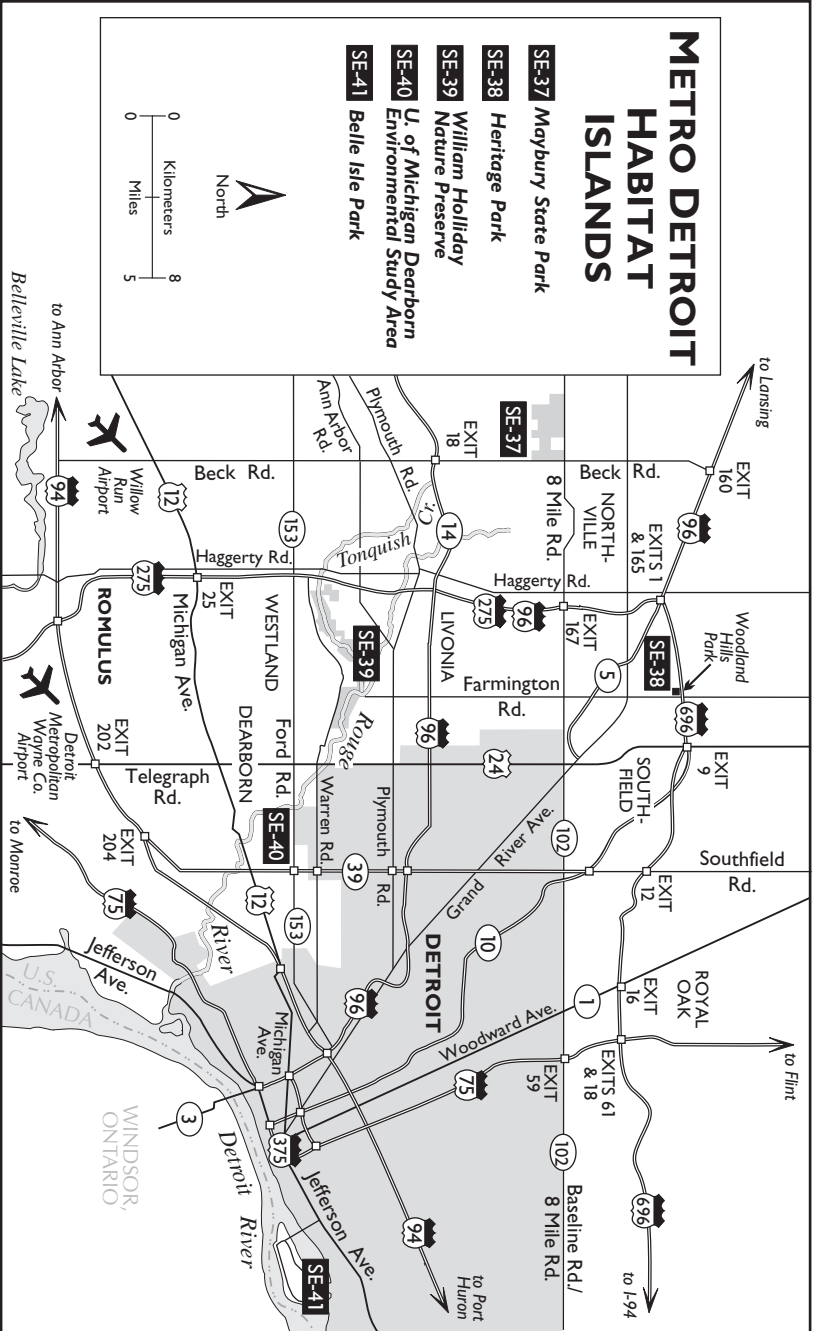 METRO DETROIT
HABITAT
ISLANDS
SE-37 Maybury State Park
SE-38 Heritage Park
SE-39 William Holliday
Nature Preserve
SE-40 U. of Michigan Dearborn
Environmental Study Area
SE-41 Belle Isle Park
North
0 Kilometers 8
0 Miles 5
to Lansing
EXIT
160
96
Beck Rd.
NORTH-
VILLE
8 Mile Rd.
SE-37
EXITS 1
& 165
Woodland
Hills
Park
SE-38
696
EXIT
9
Haggerty Rd.
EXIT
167
96
275
5
Farmington
Rd.
EXIT
18
14
Plymouth
Rd.
Ann Arbor
Rd.
Tonquish
Cr.
LIVONIA
96
24
SE-39
Rouge
153
Haggerty Rd.
WESTLAND
Beck Rd.
12
Willow
Run
Airport
to Ann Arbor
94
Belleville Lake
275
EXIT
25
Michigan Ave.
ROMULUS
Detroit
Metropolitan
Wayne Co.
Airport
EXIT
202
Telegraph
Rd.
DEARBORN
Ford Rd.
Warren Rd.
Plymouth
Rd.
SE-40
39
153
12
EXIT
204
to Monroe
75
River
Jefferson
Ave.
U.S.
CANADA
SOUTH-
FIELD
Southfield
Rd.
EXIT
12
102
Grand River Ave.
10
DETROIT
96
ROYAL
OAK
EXIT
16
1
Woodward Ave.
to Flint
EXITS 61
& 18
EXIT
59
75
102
Baseline Rd./
8 Mile Rd.
696
to I-94
94
to Port
Huron
Michigan
Ave.
375
Jefferson Ave.
3
Detroit River
WINDSOR,
ONTARIO
SE-41